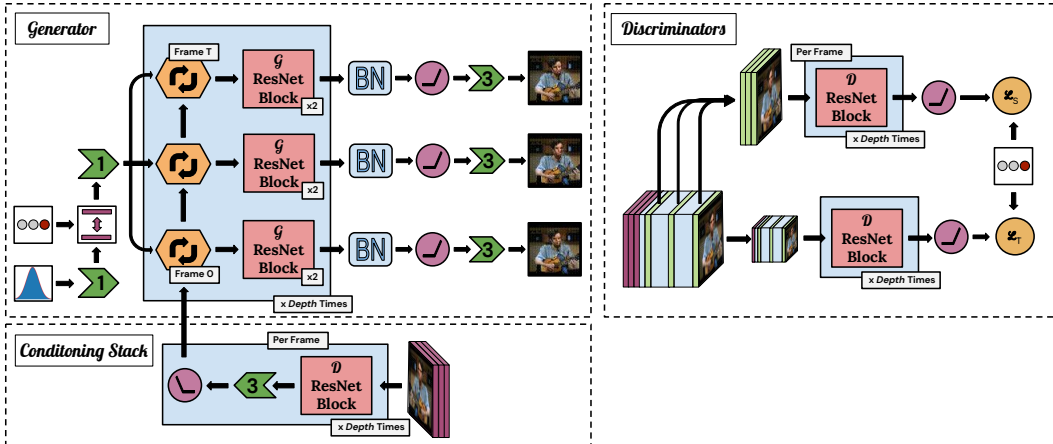 Generator
Frame T
G
ResNet
Block
x2
BN
3
G
ResNet
Block
x2
BN
3
1
G
ResNet
Block
x2
BN
3
Frame 0
1
x Depth Times
Conditoning Stack
Per Frame
3
D
ResNet
Block
x Depth Times
Discriminators
Per Frame
D
ResNet
Block
x Depth Times
ℒS
D
ResNet
Block
x Depth Times
ℒT